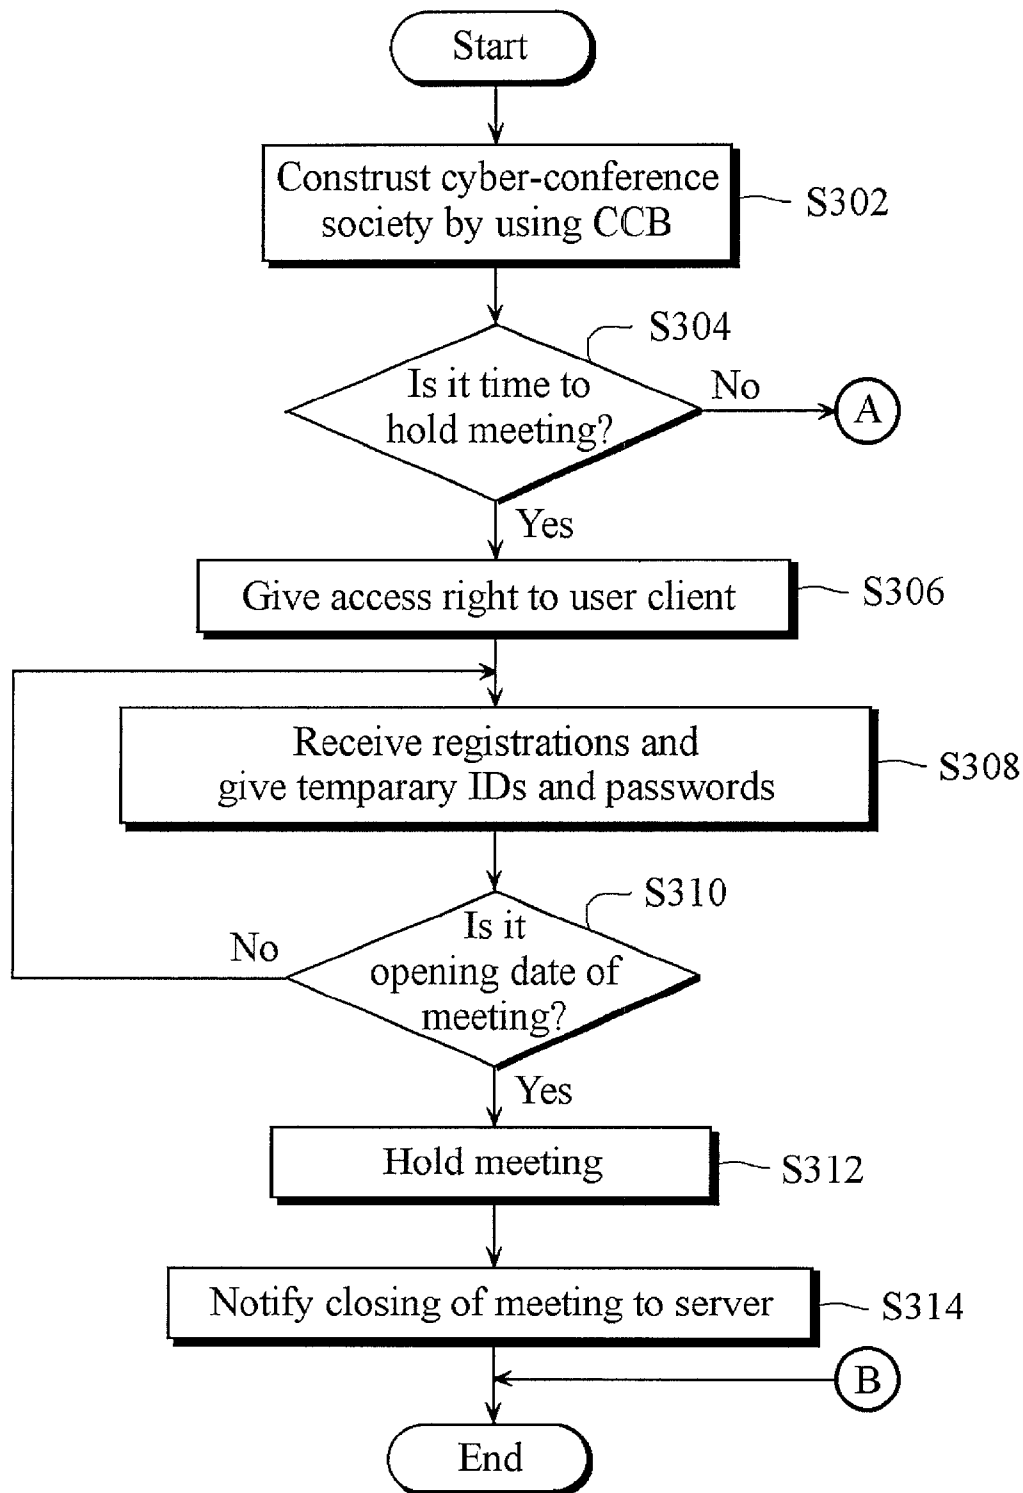 Start
Construst cyber-conference
society by using CCB
S302
S304
Is it time to
hold meeting?
No
A
Yes
Give access right to user client
S306
Receive registrations and
give temparary IDs and passwords
S308
S310
Is it
opening date of
meeting?
No
Yes
Hold meeting
S312
Notify closing of meeting to server
S314
B
End